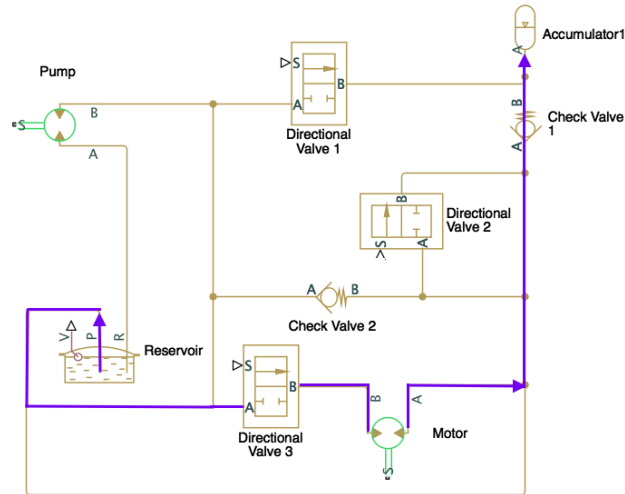 Accumulator1
A
Pump
S
B
A
S
B
A
Directional
Valve 1
B
Check Valve
1
A
B
Directional
Valve 2
S
A
A
B
Check Valve 2
V
P
R
Reservoir
S
B
A
Directional
Valve 3
B
A
Motor
S